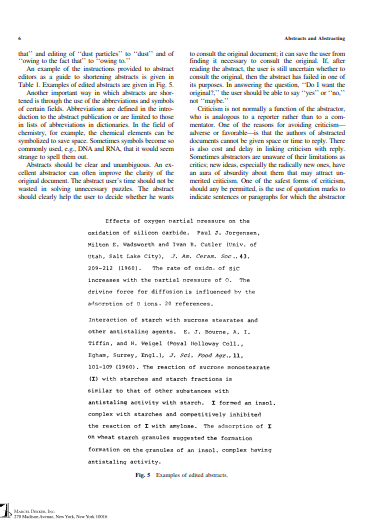 6
Abstracts and Abstracting
that'' and editing of ''dust particles'' to ''dust'' and of
''owing to the fact that'' to ''owing to.''
An example of the instructions provided to abstract
editors as a guide to shortening abstracts is given in
Table 1. Examples of edited abstracts are given in Fig. 5.
Another important way in which abstracts are shor-
tened is through the use of the abbreviations and symbols
of certain fields. Abbreviations are defined in the intro-
duction to the abstract publication or are limited to those
in lists of abbreviations in dictionaries. In the field of
chemistry, for example, the chemical elements can be
symbolized to save space. Sometimes symbols become so
commonly used, e.g., DNA and RNA, that it would seem
strange to spell them out.
Abstracts should be clear and unambiguous. An ex-
cellent abstractor can often improve the clarity of the
original document. The abstract user's time should not be
wasted in solving unnecessary puzzles. The abstract
should clearly help the user to decide whether he wants
to consult the original document; it can save the user from
finding it necessary to consult the original. If, after
reading the abstract, the user is still uncertain whether to
consult the original, then the abstract has failed in one of
its purposes. In answering the question, ''Do I want the
original?,'' the user should be able to say ''yes'' or ''no,''
not ''maybe.''
Criticism is not normally a function of the abstractor,
who is analogous to a reporter rather than to a com-
mentator. One of the reasons for avoiding criticism—
adverse or favorable—is that the authors of abstracted
documents cannot given space or time to reply. There
is also cost and delay in linking criticism with reply.
Sometimes abstractors are unaware of their limitations as
critics; new ideas, especially the radically new ones, have
an aura of absurdity about them that may attract un-
merited criticism. One of the safest forms of criticism,
should any be permitted, is the use of quotation marks to
indicate sentences or paragraphs for which the abstractor
Effects of oxygen partial pressure on the
oxidation of silicon carbide. Paul J. Jorgensen,
Milton E. Wadsworth and Ivan B. Cutler (Univ. of
Utah, Salt Lake City), J. Am. Ceram. Soc., 43,
209-212 (1960). The rate of oxidn. of SiC
increases with the partial pressure of O. The
driving force for diffusion is influenced by the
adsorption of O ions. 20 references.
Interaction of starch with sucrose stearates and
other antistaling agents. E. J. Bourne, A. I.
Tiffin, and H. Weigel (Royal Holloway Coll.,
Egham, Surrey, Engl.), J. Sci. Food Agr., 11,
101-109 (1960). The reaction of sucrose monostearate
(I) with starches and starch fractions is
similar to that of other substances with
antistaling activity with starch. I formed an insol.
complex with starches and competitively inhibited
the reaction of I with amylose. The adsorption of I
on wheat starch granules suggested the formation
formation on the granules of an insol. complex having
antistaling activity.
Fig. 5 Examples of edited abstracts.
MARCEL DEKKER, INC.
270 Madison Avenue, New York, New York 10016